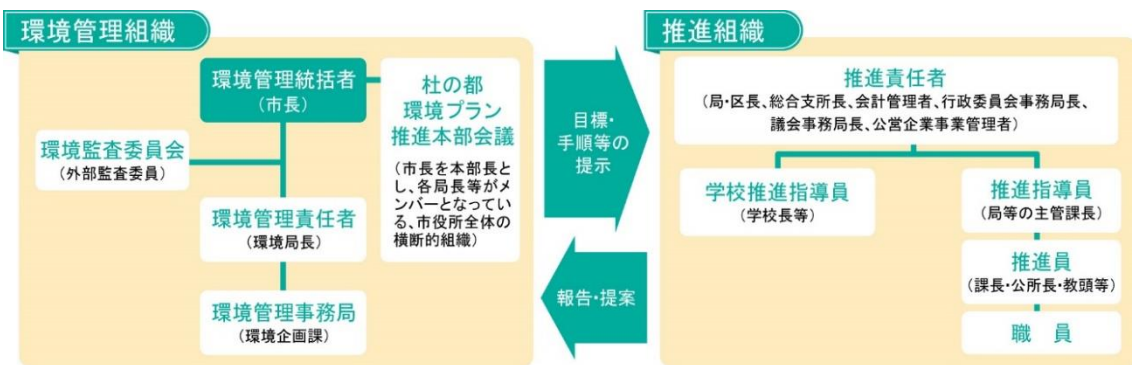 環境管理組織
環境管理統括者
(市長)
杜の都
環境プラン
推進本部会議
(市長を本部長と
し、各局長等がメ
ンバーとなってい
る、市役所全体の
横断的組織)
環境監査委員会
(外部監査委員)
環境管理責任者
(環境局長)
環境管理事務局
(環境企画課)
目標・
手順等の
提示
報告・提案
推進組織
推進責任者
(局・区長、総合支所長、会計管理者、行政委員会事務局長、
議会事務局長、公営企業事業管理者)
学校推進指導員
(学校長等)
推進指導員
(局等の主管課長)
推進員
(課長・公所長・教頭等)
職 員